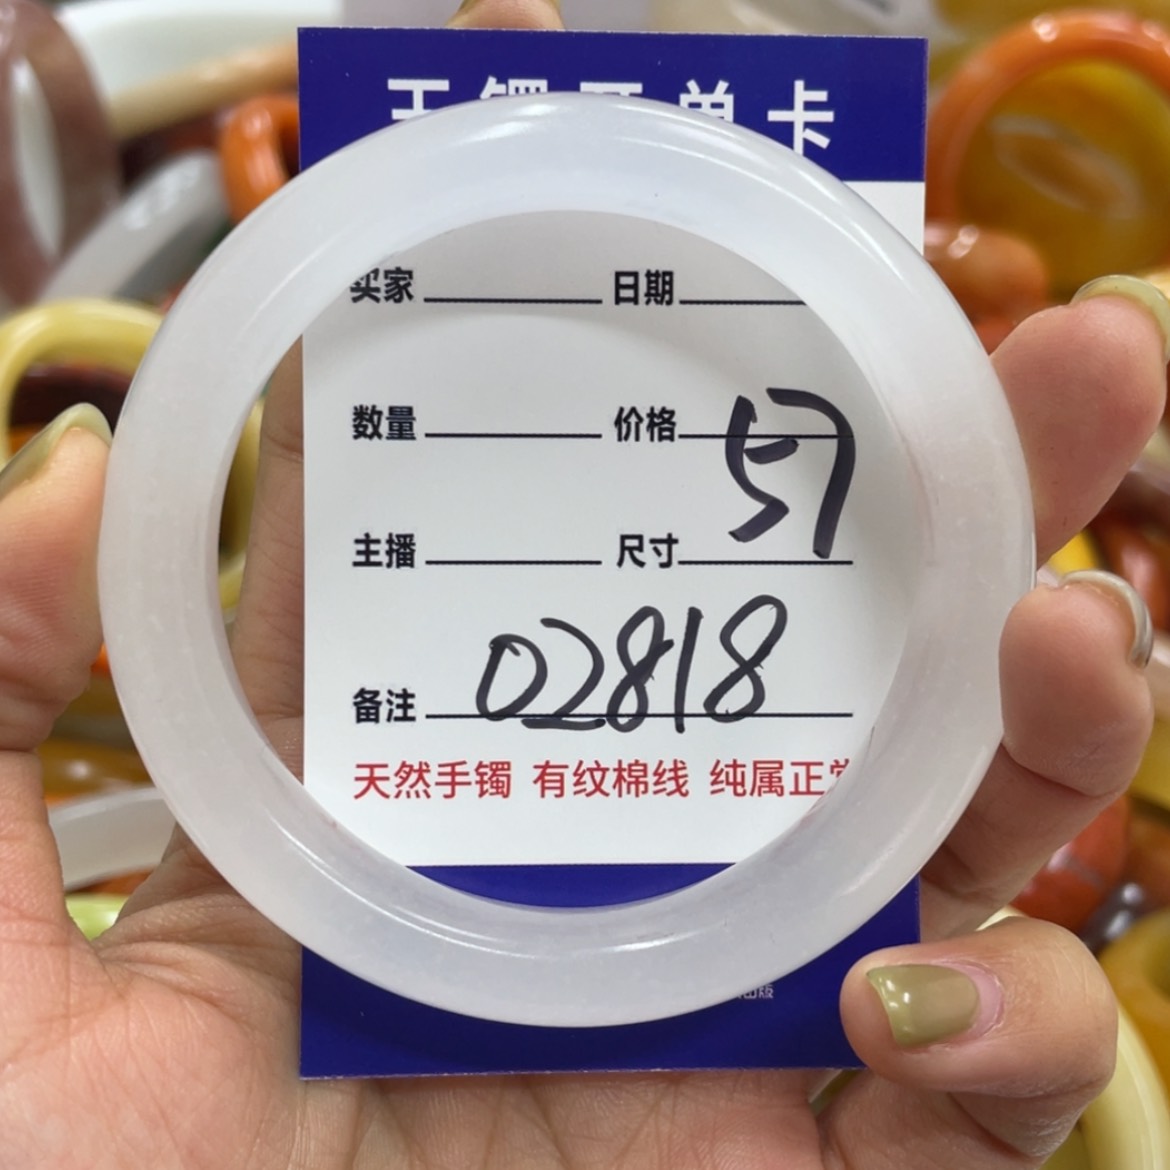 卡
买家 日期
数量 价格 57
主播 尺寸
备注 02818
天然手镯 有纹棉线 纯属正